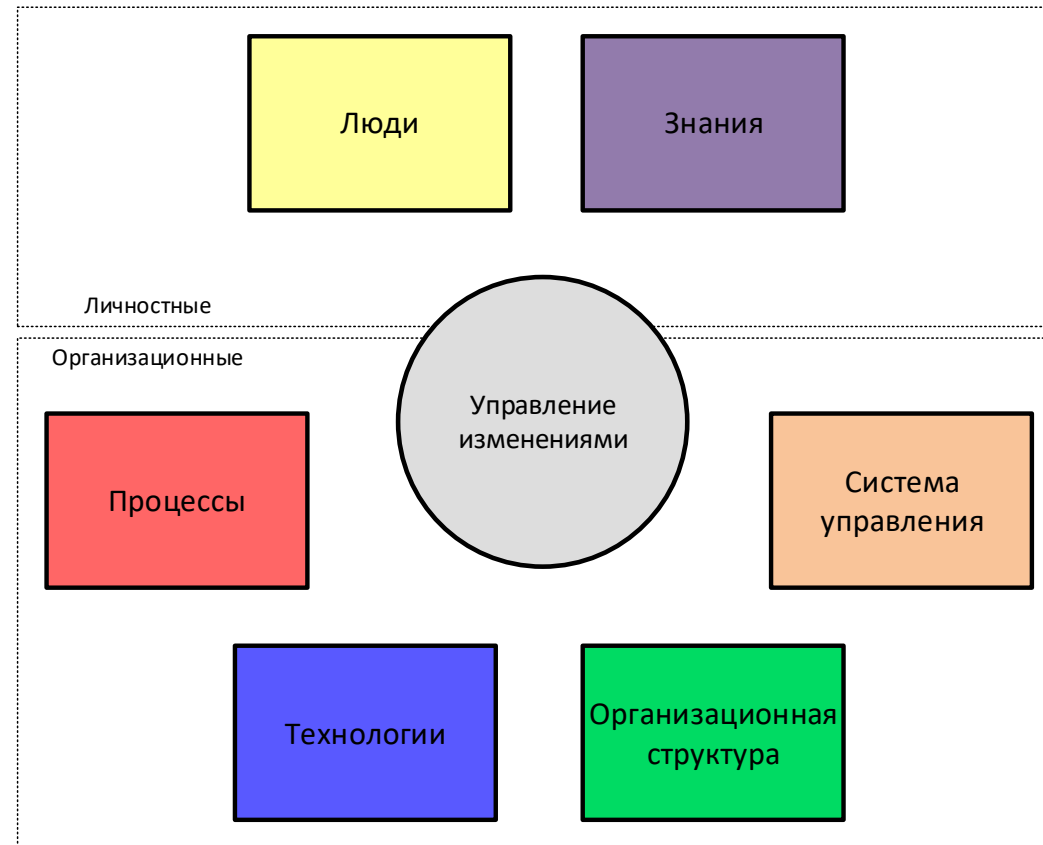 Люди
Знания
Личностные
Организационные
Управление
изменениями
Процессы
Система
управления
Технологии
Организационная
структура